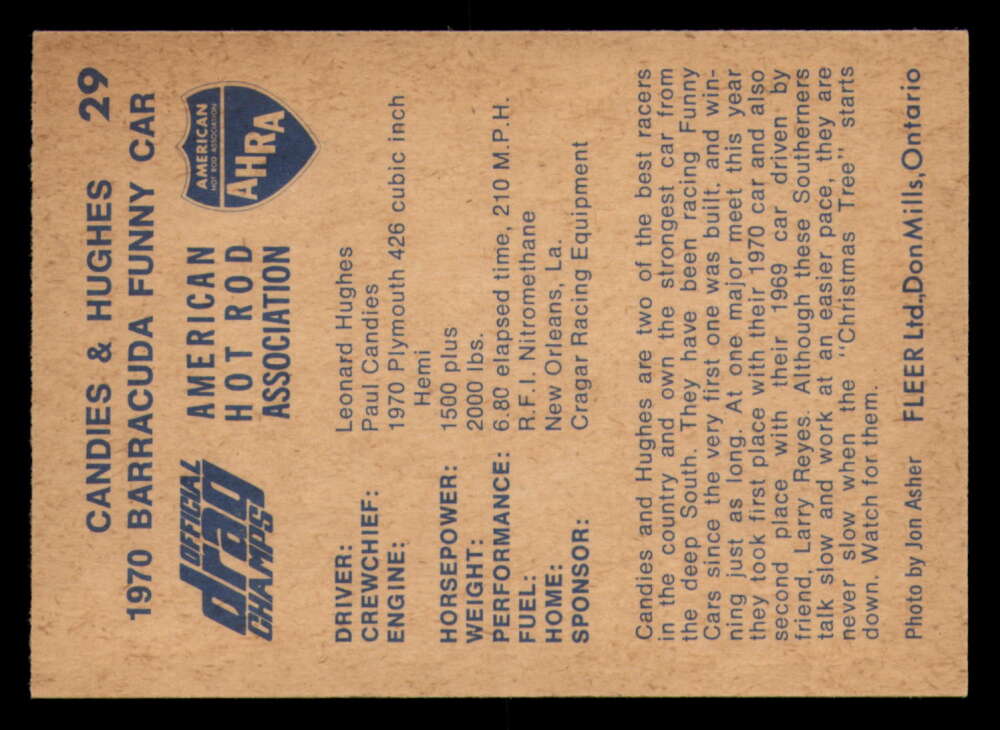 CANDIES & HUGHES 29
1970 BARRACUDA FUNNY CAR
OFFICIAL
drag
CHAMPS
AMERICAN
HOT ROD
ASSOCIATION
AMERICAN
HOT ROD ASSOCIATION
AHRA
DRIVER: Leonard Hughes
CREWCHIEF: Paul Candies
ENGINE: 1970 Plymouth 426 cubic inch
Hemi
HORSEPOWER: 1500 plus
WEIGHT: 2000 lbs.
PERFORMANCE: 6.80 elapsed time, 210 M.P.H.
FUEL: R.F.I. Nitromethane
HOME: New Orleans, La.
SPONSOR: Cragar Racing Equipment
Candies and Hughes are two of the best racers
in the country and own the strongest car from
the deep South. They have been racing Funny
Cars since the very first one was built, and win-
ning just as long. At one major meet this year
they took first place with their 1970 car and also
second place with their 1969 car driven by
friend, Larry Reyes. Although these Southerners
talk slow and work at an easier pace, they are
never slow when the "Christmas Tree" starts
down. Watch for them.
Photo by Jon Asher FLEER Ltd., Don Mills, Ontario